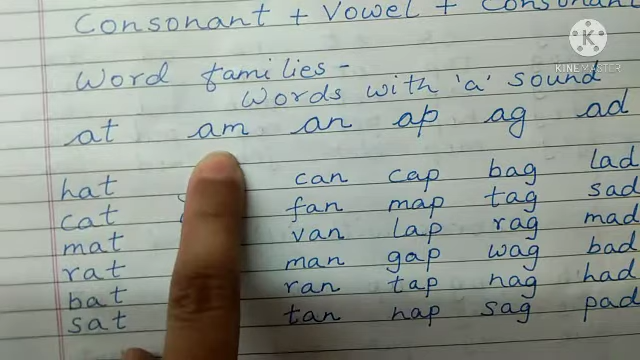 Consonant + Vowel + Consonant
Word families -
Words with 'a' sound
at am an ap ag ad
hat can cap bag lad
cat fan map tag sad
mat van lap rag mad
rat man gap wag bad
bat ran tap nag had
sat tan nap sag pad
KINEMASTER